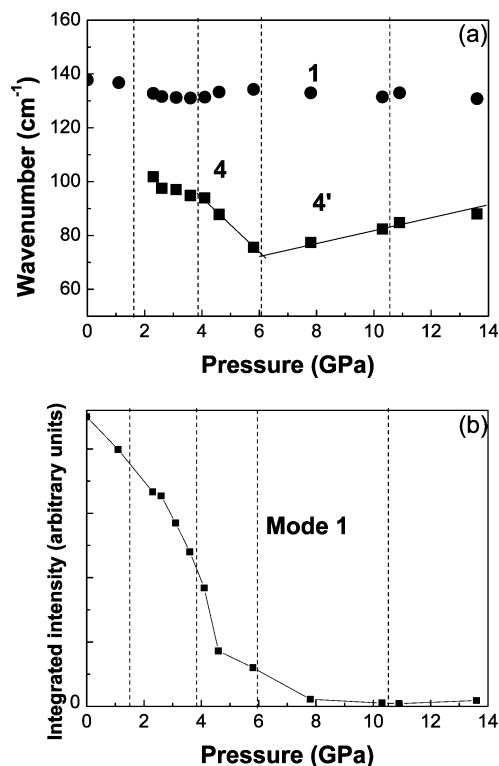 (a)
160
140
120
100
80
60
1
4
4'
0 2 4 6 8 10 12 14
Wavenumber (cm⁻¹)
Pressure (GPa)
(b)
Integrated intensity (arbitrary units)
Mode 1
0
0 2 4 6 8 10 12 14
Pressure (GPa)